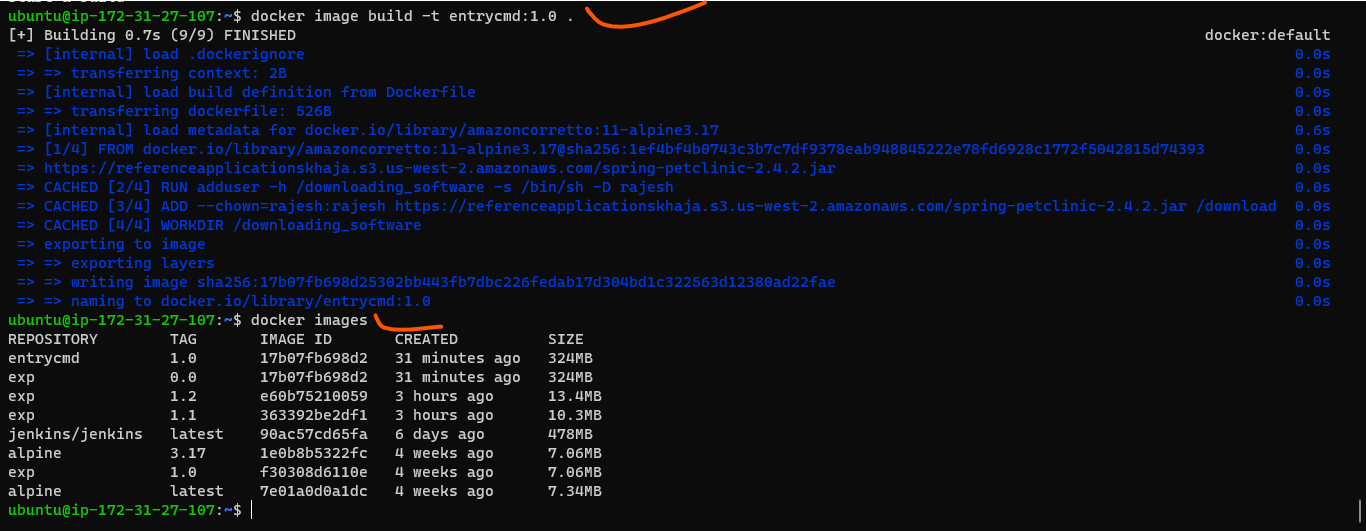 ubuntu@ip-172-31-27-107:~$ docker image build -t entrycmd:1.0 .
[+] Building 0.7s (9/9) FINISHED docker:default
=> [internal] load .dockerignore 0.0s
=> => transferring context: 2B 0.0s
=> [internal] load build definition from Dockerfile 0.0s
=> => transferring dockerfile: 526B 0.0s
=> [internal] load metadata for docker.io/library/amazoncorretto:11-alpine3.17 0.6s
=> [1/4] FROM docker.io/library/amazoncorretto:11-alpine3.17@sha256:1ef4bf4b0743c3b7c7df9378eab948845222e78fd6928c1772f5042815d74393 0.0s
=> https://referenceapplicationskhaja.s3.us-west-2.amazonaws.com/spring-petclinic-2.4.2.jar 0.0s
=> CACHED [2/4] RUN adduser -h /downloading_software -s /bin/sh -D rajesh 0.0s
=> CACHED [3/4] ADD --chown=rajesh:rajesh https://referenceapplicationskhaja.s3.us-west-2.amazonaws.com/spring-petclinic-2.4.2.jar /download 0.0s
=> CACHED [4/4] WORKDIR /downloading_software 0.0s
=> exporting to image 0.0s
=> => exporting layers 0.0s
=> => writing image sha256:17b07fb698d25302bb443fb7dbc226fedab17d304bd1c322563d12380ad22fae 0.0s
=> => naming to docker.io/library/entrycmd:1.0 0.0s
ubuntu@ip-172-31-27-107:~$ docker images
REPOSITORY TAG IMAGE ID CREATED SIZE
entrycmd 1.0 17b07fb698d2 31 minutes ago 324MB
exp 0.0 17b07fb698d2 31 minutes ago 324MB
exp 1.2 e60b75210059 3 hours ago 13.4MB
exp 1.1 363392be2df1 3 hours ago 10.3MB
jenkins/jenkins latest 90ac57cd65fa 6 days ago 478MB
alpine 3.17 1e0b8b5322fc 4 weeks ago 7.06MB
exp 1.0 f30308d6110e 4 weeks ago 7.06MB
alpine latest 7e01a0d0a1dc 4 weeks ago 7.34MB
ubuntu@ip-172-31-27-107:~$